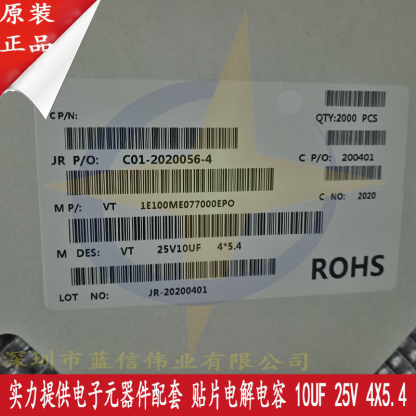 原装
正品
C P/N:
QTY:2000 PCS
JR P/O: C01-2020056-4
C P/O: 200401
M P/: VT 1E100ME077000EPO
C NO: 2020
M DES: VT 25V10UF 4*5.4
ROHS
LOT NO: JR-20200401
深圳市蓝信伟业有限公司
实力提供电子元器件配套 贴片电解电容 10UF 25V 4X5.4